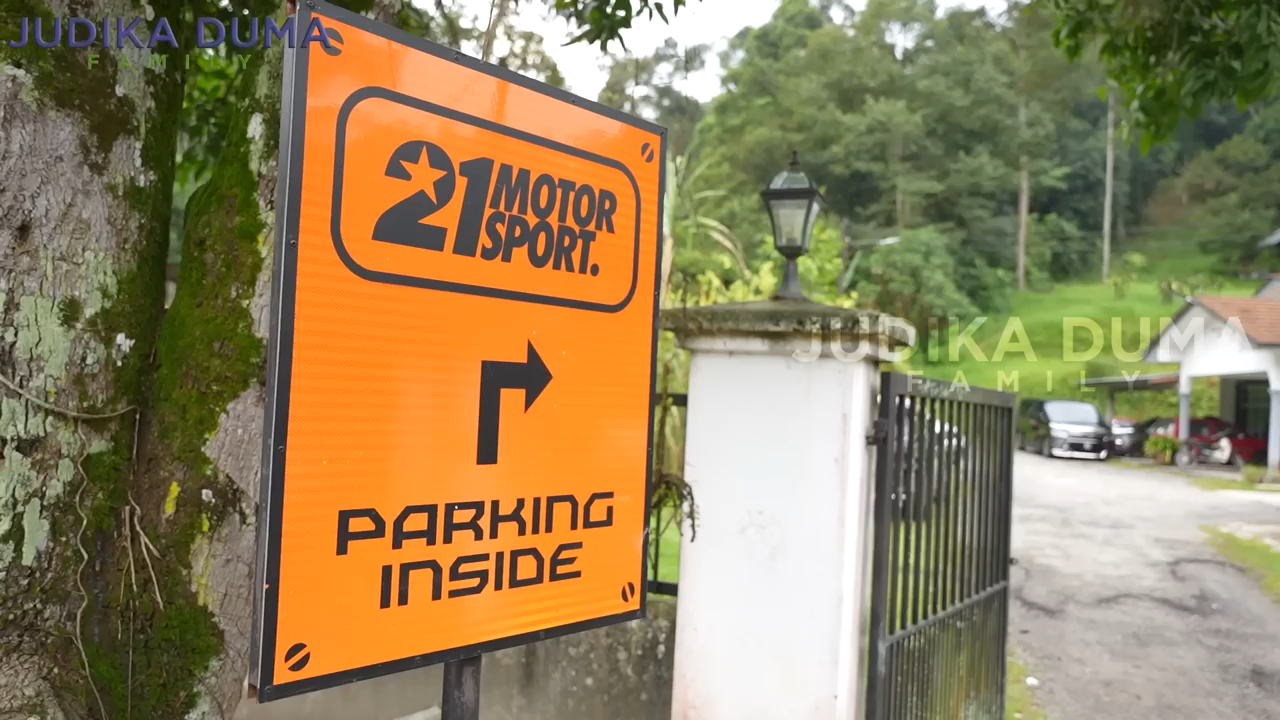 JUDIKA DUMA
FAMILY
21 MOTOR
SPORT.
JUDIKA DUMA
FAMILY
PARKING
INSIDE